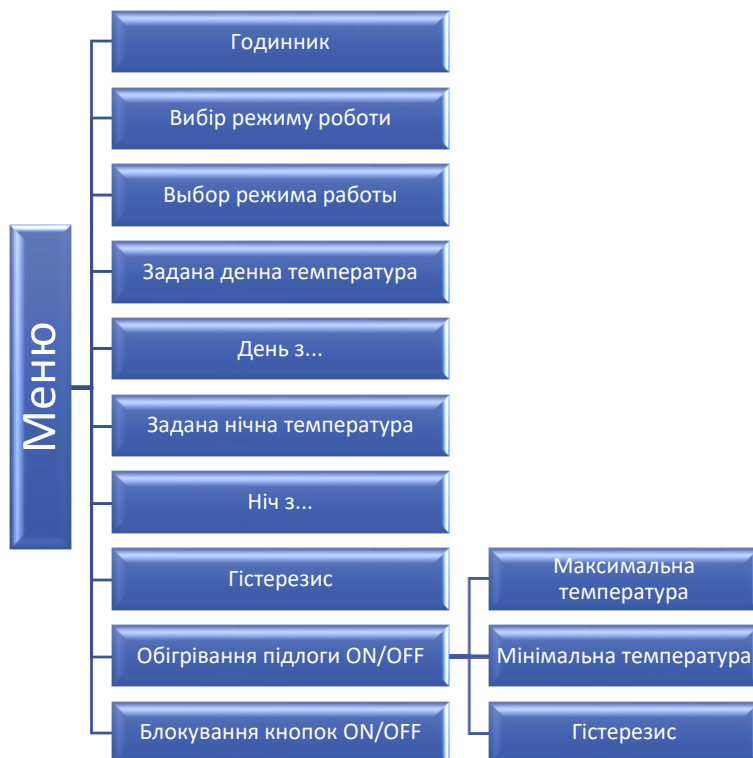 Меню
Годинник
Вибір режиму роботи
Выбор режима работы
Задана денна температура
День з...
Задана нічна температура
Ніч з...
Гістерезис
Обігрівання підлоги ON/OFF
Блокування кнопок ON/OFF
Максимальна
температура
Мінімальна температура
Гістерезис